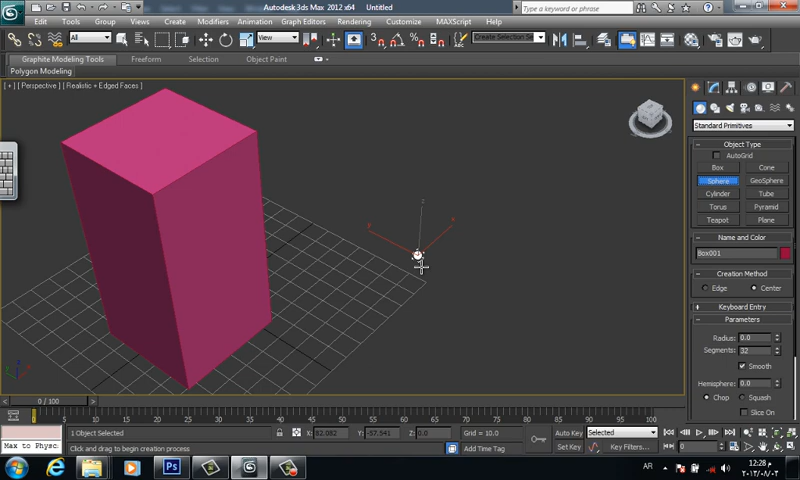 Autodesk 3ds Max 2012 x64 Untitled
Type a keyword or phrase
Edit Tools Group Views Create Modifiers Animation Graph Editors Rendering Customize MAXScript Help
All View Create Selection Se
Graphite Modeling Tools Freeform Selection Object Paint
Polygon Modeling
[ + ] [ Perspective ] [ Realistic + Edged Faces ]
Standard Primitives
Object Type
AutoGrid
Box Cone
Sphere GeoSphere
Cylinder Tube
Torus Pyramid
Teapot Plane
Name and Color
Box001
Creation Method
Edge Center
Keyboard Entry
Parameters
Radius: 0.0
Segments: 32
Smooth
Hemisphere: 0.0
Chop Squash
Slice On
0 / 100
0 5 10 15 20 25 30 35 40 45 50 55 60 65 70 75 80 85 90 95 100
1 Object Selected X: 82.082 Y: -57.541 Z: 0.0 Grid = 10.0 Auto Key Selected
Max to Physc. Click and drag to begin creation process Add Time Tag Set Key Key Filters... 0
AR
12:28 م
٢٠١٢/٠٨/٠٢